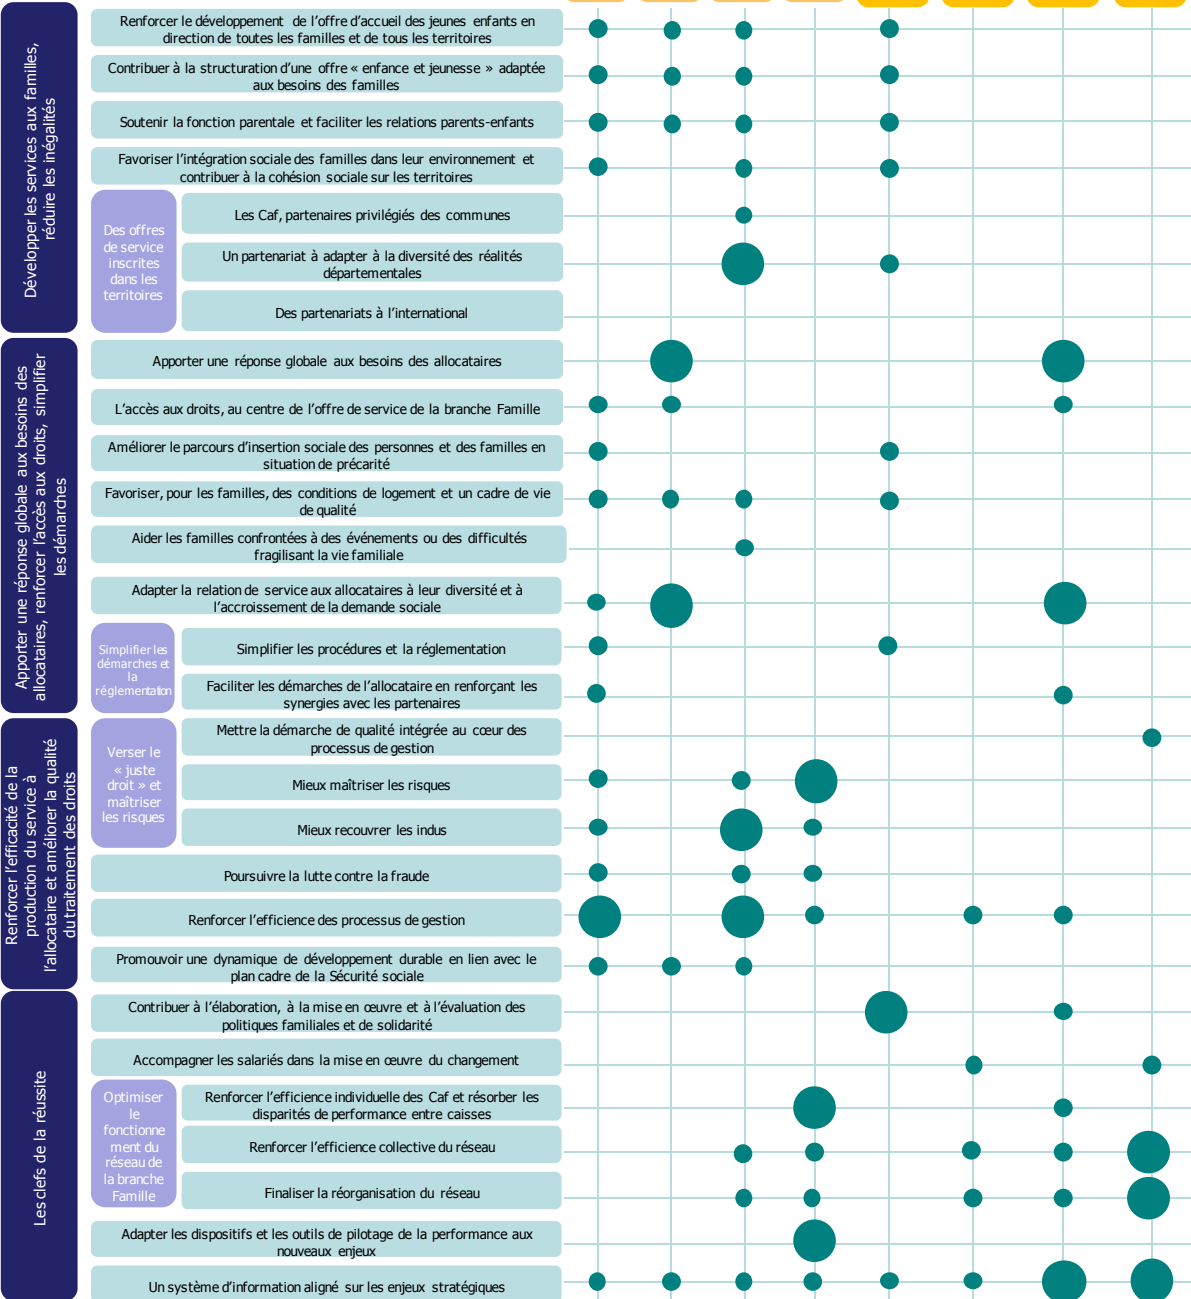 Développer les services aux familles,
réduire les inégalités
Renforcer le développement de l'offre d'accueil des jeunes enfants en
direction de toutes les familles et de tous les territoires
Contribuer à la structuration d'une offre « enfance et jeunesse » adaptée
aux besoins des familles
Soutenir la fonction parentale et faciliter les relations parents-enfants
Favoriser l'intégration sociale des familles dans leur environnement et
contribuer à la cohésion sociale sur les territoires
Des offres
de service
inscrites
dans les
territoires
Les Caf, partenaires privilégiés des communes
Un partenariat à adapter à la diversité des réalités
départementales
Des partenariats à l'international
Apporter une réponse globale aux besoins des
allocataires, renforcer l'accès aux droits, simplifier
les démarches
Apporter une réponse globale aux besoins des allocataires
L'accès aux droits, au centre de l'offre de service de la branche Famille
Améliorer le parcours d'insertion sociale des personnes et des familles en
situation de précarité
Favoriser, pour les familles, des conditions de logement et un cadre de vie
de qualité
Aider les familles confrontées à des événements ou des difficultés
fragilisant la vie familiale
Adapter la relation de service aux allocataires à leur diversité et à
l'accroissement de la demande sociale
Simplifier les
démarches et
la
réglementation
Simplifier les procédures et la réglementation
Faciliter les démarches de l'allocataire en renforçant les
synergies avec les partenaires
Renforcer l'efficacité de la
production du service à
l'allocataire et améliorer la qualité
du traitement des droits
Verser le
« juste
droit » et
maîtriser
les risques
Mettre la démarche de qualité intégrée au cœur des
processus de gestion
Mieux maîtriser les risques
Mieux recouvrer les indus
Poursuivre la lutte contre la fraude
Renforcer l'efficience des processus de gestion
Promouvoir une dynamique de développement durable en lien avec le
plan cadre de la Sécurité sociale
Les clefs de la réussite
Contribuer à l'élaboration, à la mise en œuvre et à l'évaluation des
politiques familiales et de solidarité
Accompagner les salariés dans la mise en œuvre du changement
Optimiser
le
fonctionne
ment du
réseau de
la branche
Famille
Renforcer l'efficience individuelle des Caf et résorber les
disparités de performance entre caisses
Renforcer l'efficience collective du réseau
Finaliser la réorganisation du réseau
Adapter les dispositifs et les outils de pilotage de la performance aux
nouveaux enjeux
Un système d'information aligné sur les enjeux stratégiques